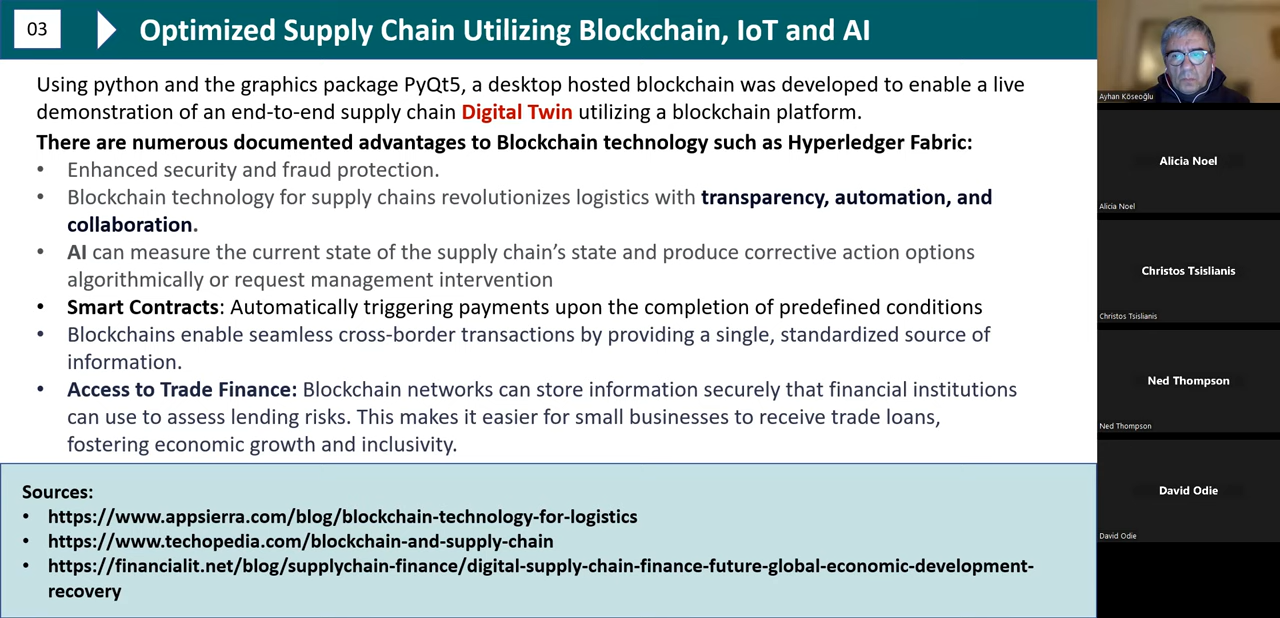 03
Optimized Supply Chain Utilizing Blockchain, IoT and AI
Using python and the graphics package PyQt5, a desktop hosted blockchain was developed to enable a live
demonstration of an end-to-end supply chain Digital Twin utilizing a blockchain platform.
There are numerous documented advantages to Blockchain technology such as Hyperledger Fabric:
• Enhanced security and fraud protection.
• Blockchain technology for supply chains revolutionizes logistics with transparency, automation, and
collaboration.
• AI can measure the current state of the supply chain’s state and produce corrective action options
algorithmically or request management intervention
• Smart Contracts: Automatically triggering payments upon the completion of predefined conditions
• Blockchains enable seamless cross-border transactions by providing a single, standardized source of
information.
• Access to Trade Finance: Blockchain networks can store information securely that financial institutions
can use to assess lending risks. This makes it easier for small businesses to receive trade loans,
fostering economic growth and inclusivity.
Sources:
• https://www.appsierra.com/blog/blockchain-technology-for-logistics
• https://www.techopedia.com/blockchain-and-supply-chain
• https://financialit.net/blog/supplychain-finance/digital-supply-chain-finance-future-global-economic-development-
recovery
Ayhan Köseoğlu
Alicia Noel
Alicia Noel
Christos Tsislianis
Christos Tsislianis
Ned Thompson
Ned Thompson
David Odie
David Odie